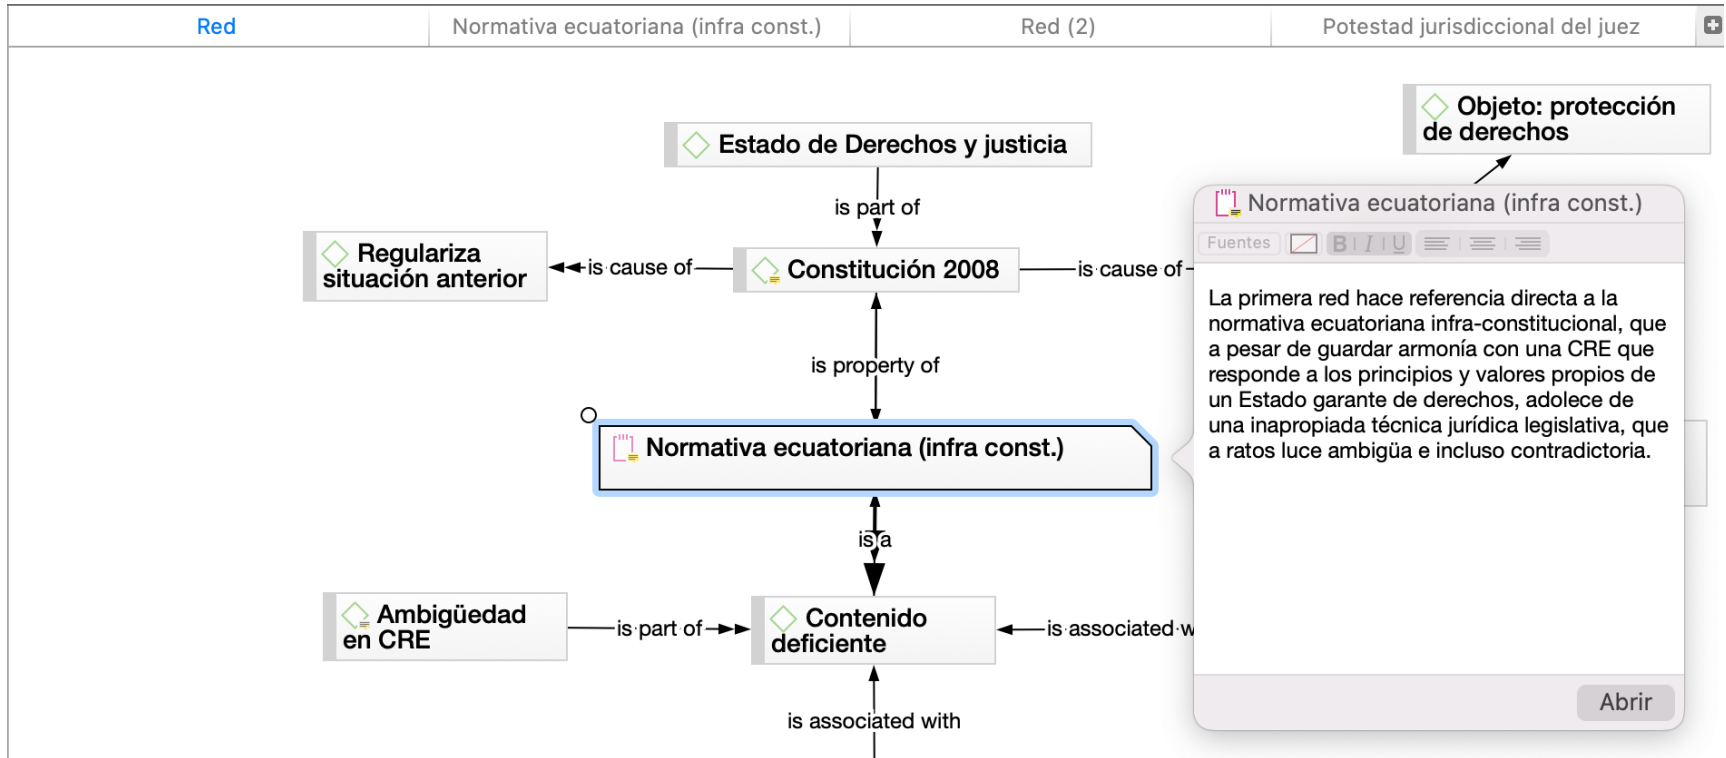 Red
Normativa ecuatoriana (infra const.)
Red (2)
Potestad jurisdiccional del juez
Objeto: protección
de derechos
Estado de Derechos y justicia
is part of
Regulariza
situación anterior
is cause of
Constitución 2008
is cause of
is property of
Normativa ecuatoriana (infra const.)
is a
Ambigüedad
en CRE
is part of
Contenido
deficiente
is associated w
is associated with
Normativa ecuatoriana (infra const.)
Fuentes
B I U
La primera red hace referencia directa a la
normativa ecuatoriana infra-constitucional, que
a pesar de guardar armonía con una CRE que
responde a los principios y valores propios de
un Estado garante de derechos, adolece de
una inapropiada técnica jurídica legislativa, que
a ratos luce ambigüa e incluso contradictoria.
Abrir